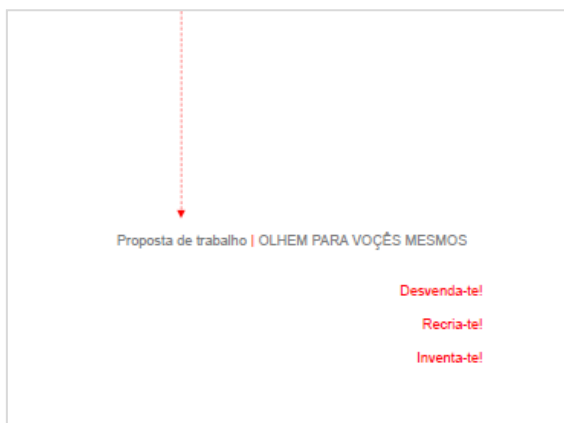 Proposta de trabalho | OLHEM PARA VOÇÊS MESMOS
Desvenda-te!
Recria-te!
Inventa-te!